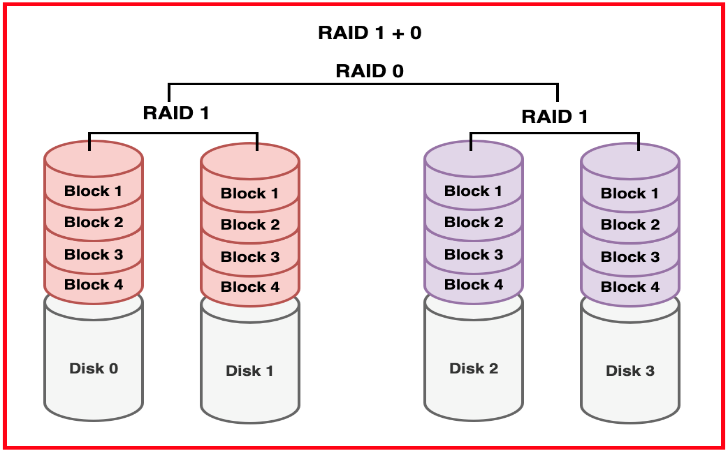 RAID 1 + 0
RAID 0
RAID 1
RAID 1
Block 1
Block 2
Block 3
Block 4
Disk 0
Block 1
Block 2
Block 3
Block 4
Disk 1
Block 1
Block 2
Block 3
Block 4
Disk 2
Block 1
Block 2
Block 3
Block 4
Disk 3